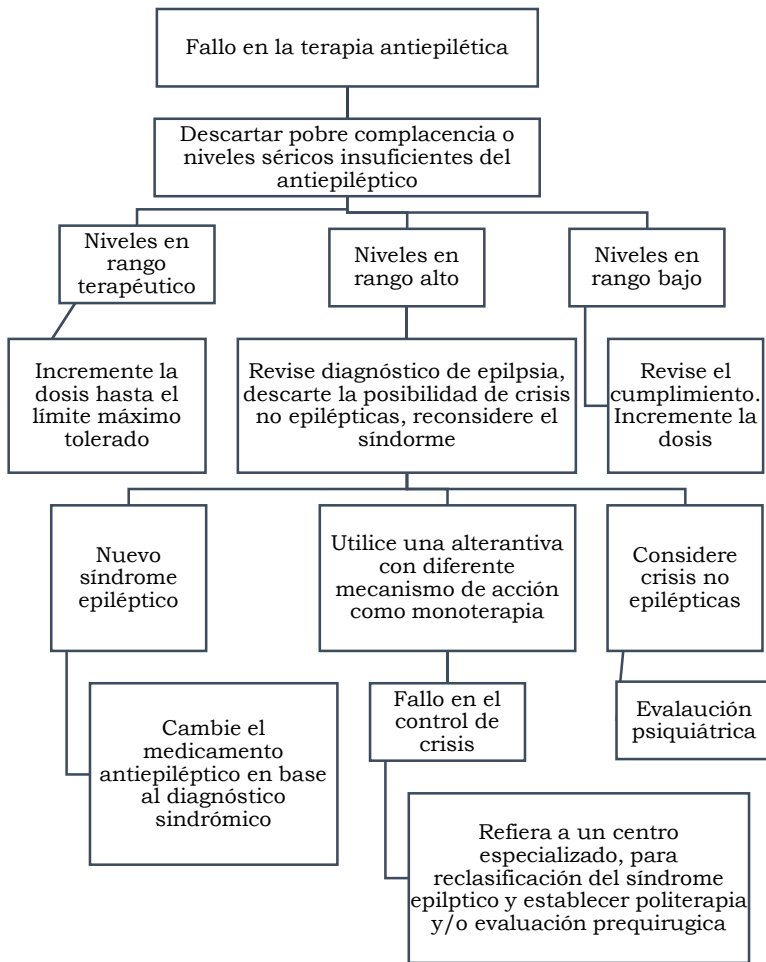 Fallo en la terapia antiepilética
Descartar pobre complacencia o
niveles séricos insuficientes del
antiepiléptico
Niveles en
rango
terapéutico
Niveles en
rango alto
Niveles en
rango bajo
Incremente la
dosis hasta el
límite máximo
tolerado
Revise diagnóstico de epilpsia,
descarte la posibilidad de crisis
no epilépticas, reconsidere el
síndorme
Revise el
cumplimiento.
Incremente la
dosis
Nuevo
síndrome
epiléptico
Utilice una alterantiva
con diferente
mecanismo de acción
como monoterapia
Considere
crisis no
epilépticas
Cambie el
medicamento
antiepiléptico en base
al diagnóstico
sindrómico
Fallo en el
control de
crisis
Evalaución
psiquiátrica
Refiera a un centro
especializado, para
reclasificación del síndrome
epilptico y establecer politerapia
y/o evaluación prequirugica